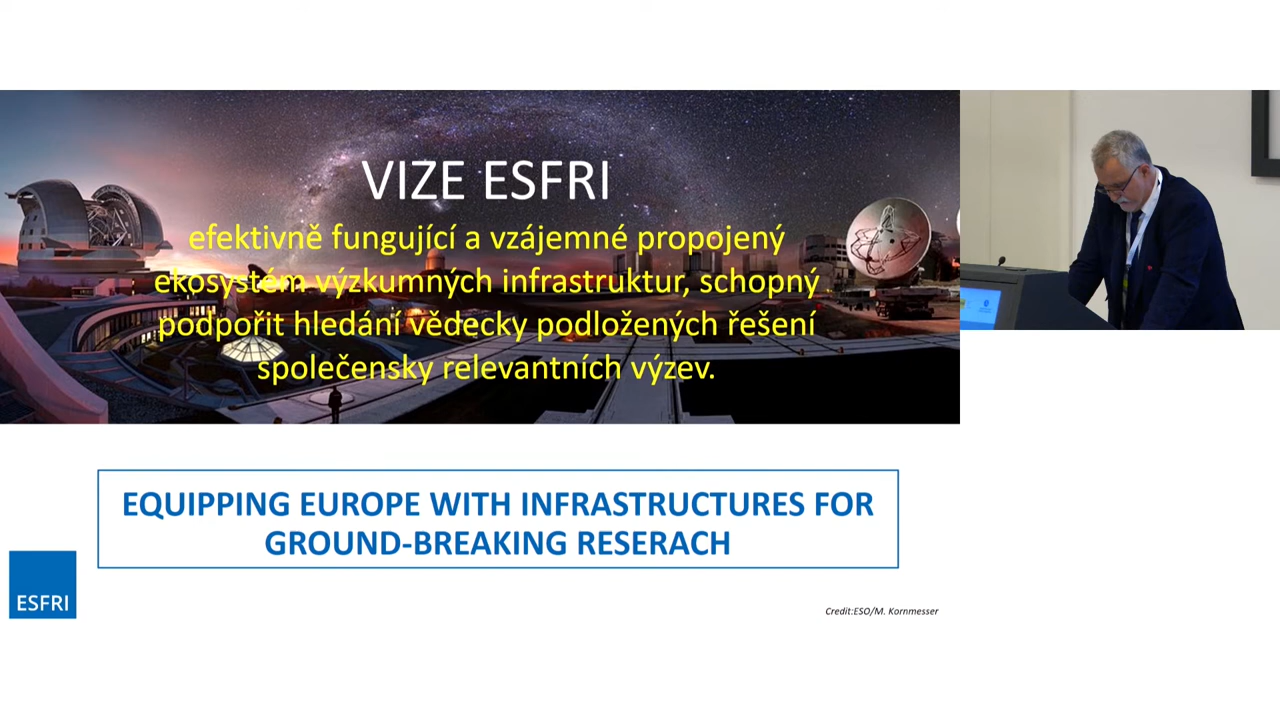 VIZE ESFRI
efektivně fungující a vzájemné propojený
ekosystém výzkumných infrastruktur, schopný
podpořit hledání vědecky podložených řešení
společensky relevantních výzev.
EQUIPPING EUROPE WITH INFRASTRUCTURES FOR
GROUND-BREAKING RESERACH
ESFRI
Credit:ESO/M. Kornmesser